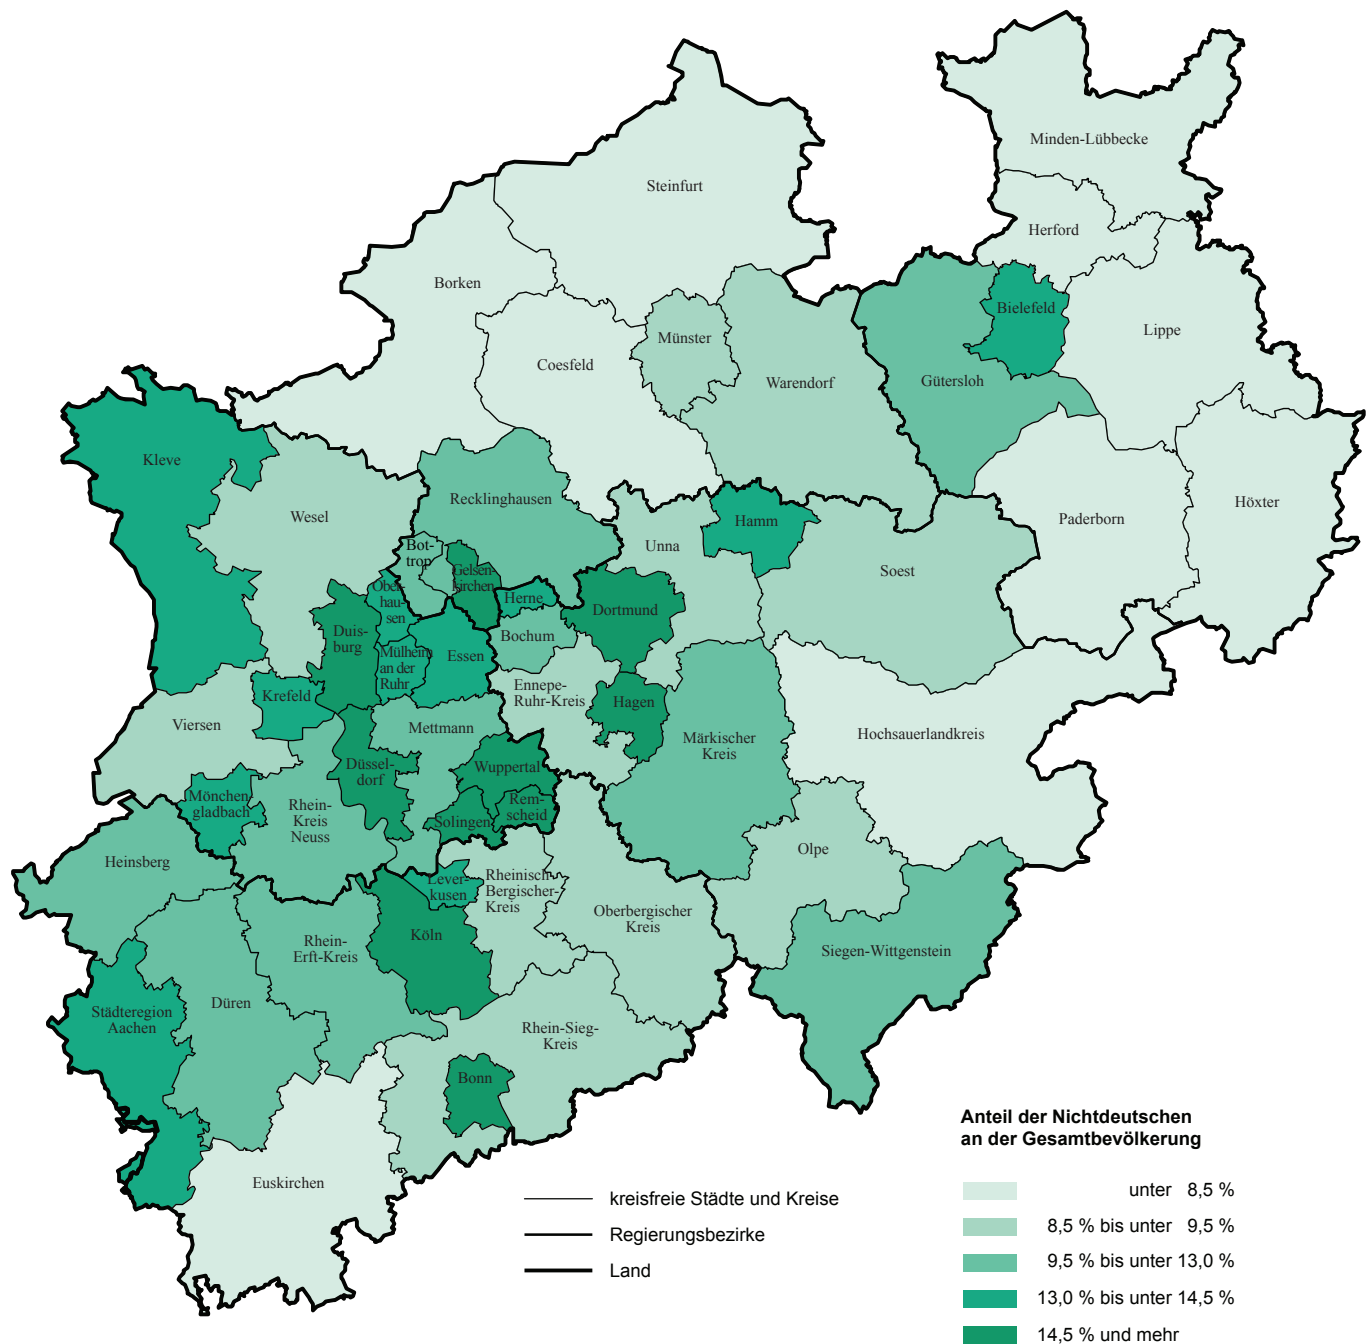 Minden-Lübbecke
Steinfurt
Herford
Borken
Bielefeld
Lippe
Münster
Coesfeld
Warendorf
Gütersloh
Kleve
Recklinghausen
Wesel
Höxter
Paderborn
Hamm
Unna
Bot-
trop
Soest
Gelsen-
kirchen
Ober-
hau-
sen
Herne
Dortmund
Duis-
burg
Bochum
Mülheim
an der
Ruhr
Essen
Ennepe-
Ruhr-Kreis
Krefeld
Hagen
Viersen
Mettmann
Märkischer
Kreis
Hochsauerlandkreis
Düssel-
dorf
Wuppertal
Mönchen-
gladbach
Rhein-
Kreis
Neuss
Rem-
scheid
Solingen
Olpe
Heinsberg
Lever-
kusen
Rheinisch-
Bergischer-
Kreis
Oberbergischer
Kreis
Köln
Rhein-
Erft-Kreis
Siegen-Wittgenstein
Düren
Städteregion
Aachen
Rhein-Sieg-
Kreis
Bonn
Euskirchen
kreisfreie Städte und Kreise
Regierungsbezirke
Land
Anteil der Nichtdeutschen
an der Gesamtbevölkerung
unter 8,5 %
8,5 % bis unter 9,5 %
9,5 % bis unter 13,0 %
13,0 % bis unter 14,5 %
14,5 % und mehr